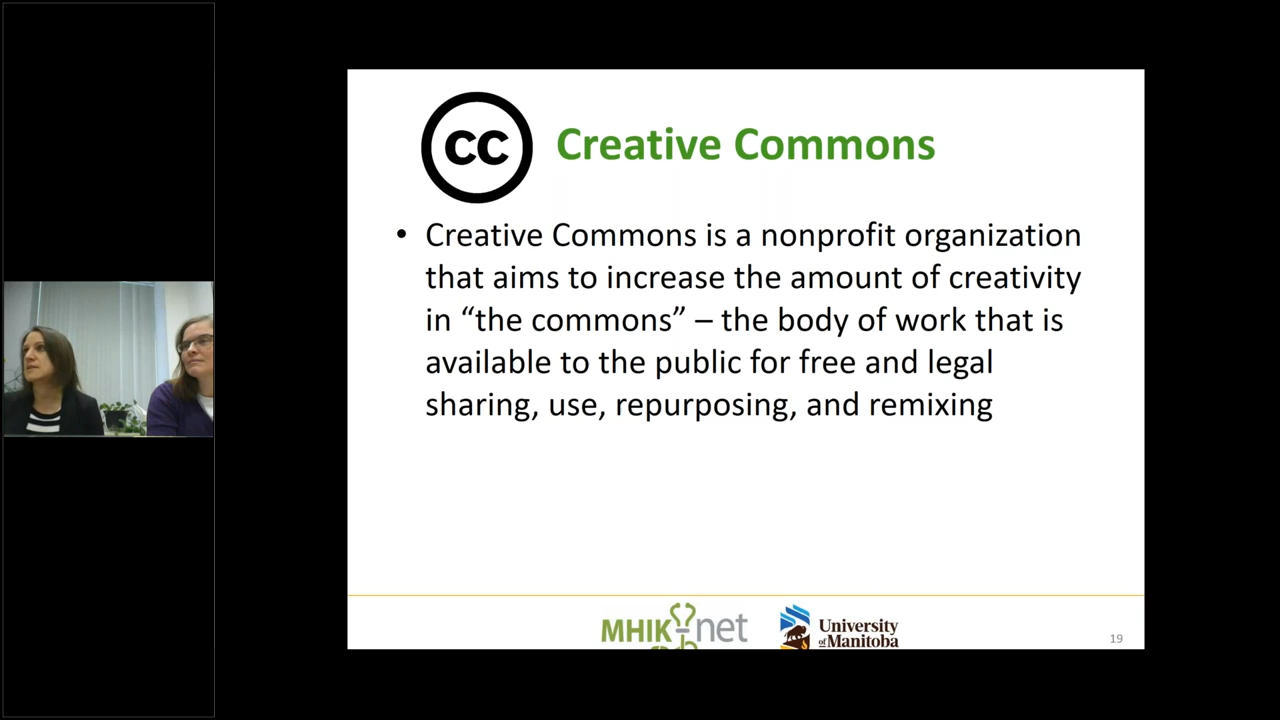 cc
Creative Commons
• Creative Commons is a nonprofit organization
that aims to increase the amount of creativity
in “the commons” – the body of work that is
available to the public for free and legal
sharing, use, repurposing, and remixing
MHIK-net
University
of Manitoba
19